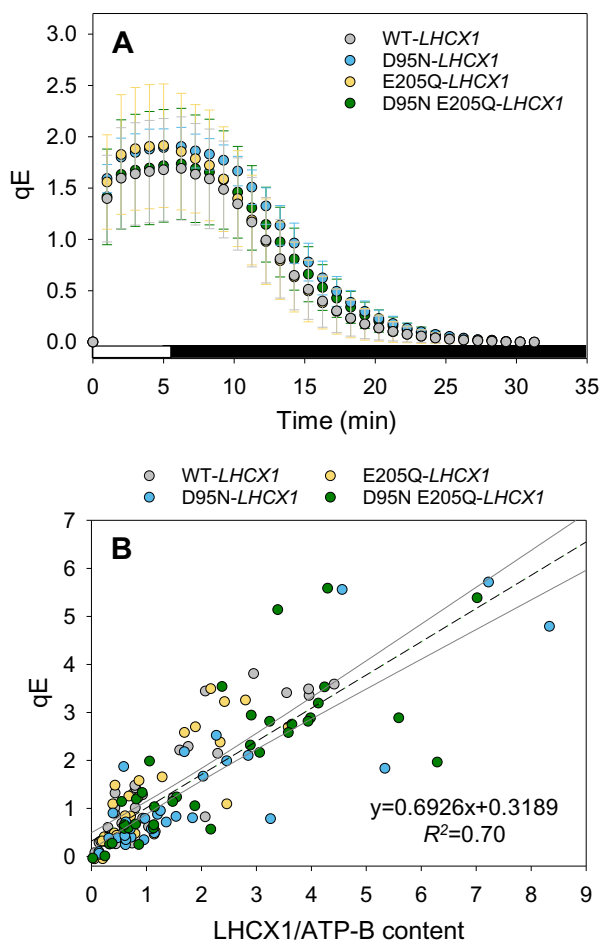 A
WT-LHCX1
D95N-LHCX1
E205Q-LHCX1
D95N E205Q-LHCX1
3.0
2.5
2.0
1.5
1.0
0.5
0.0
qE
0 5 10 15 20 25 30 35
Time (min)
WT-LHCX1 E205Q-LHCX1
D95N-LHCX1 D95N E205Q-LHCX1
B
7
6
5
4
3
2
1
0
qE
y=0.6926x+0.3189
R²=0.70
0 1 2 3 4 5 6 7 8 9
LHCX1/ATP-B content